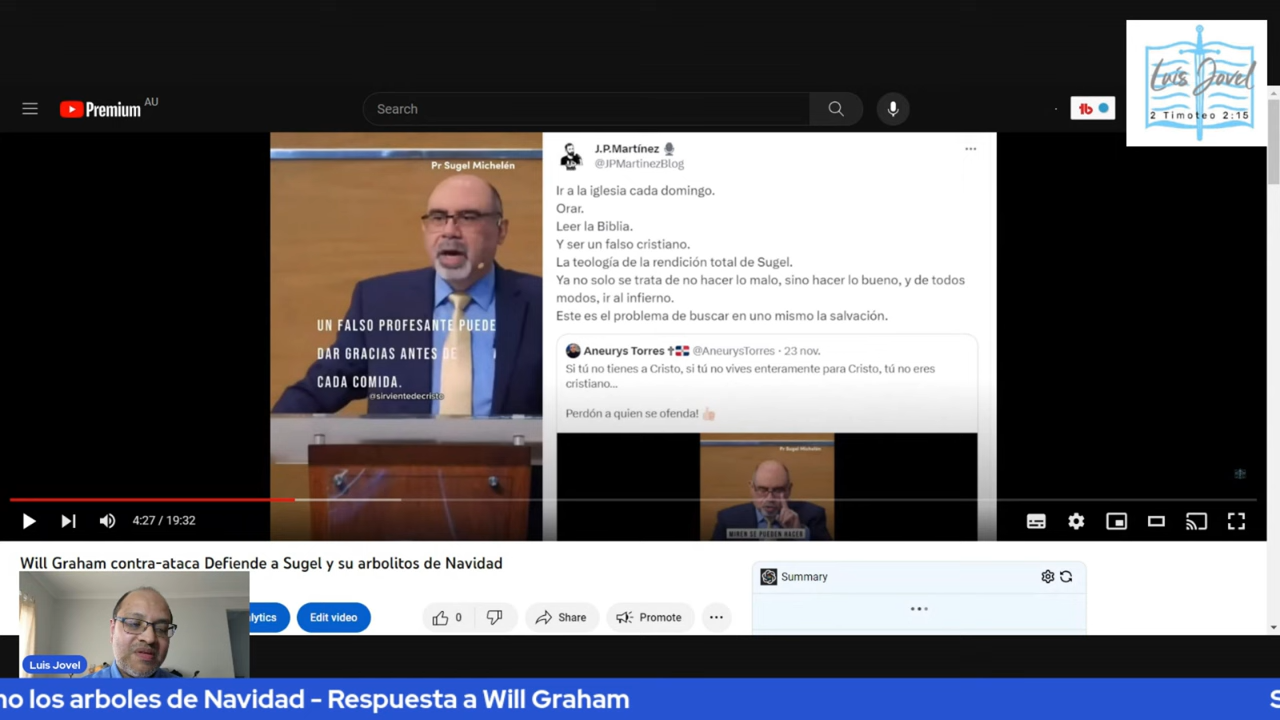 Luis Jovel
2 Timoteo 2:15
Premium AU
Search
Pr Sugel Michelén
UN FALSO PROFESANTE PUEDE
DAR GRACIAS ANTES DE
CADA COMIDA.
@sirvientedecristo
J.P.Martínez
@JPMartinezBlog
Ir a la iglesia cada domingo.
Orar.
Leer la Biblia.
Y ser un falso cristiano.
La teología de la rendición total de Sugel.
Ya no solo se trata de no hacer lo malo, sino hacer lo bueno, y de todos
modos, ir al infierno.
Este es el problema de buscar en uno mismo la salvación.
Aneurys Torres @AneurysTorres · 23 nov.
Si tú no tienes a Cristo, si tú no vives enteramente para Cristo, tú no eres
cristiano...
Perdón a quien se ofenda!
Pr Sugel Michelén
MIREN SE PUEDEN HACER
4:27 / 19:32
Will Graham contra-ataca Defiende a Sugel y su arbolitos de Navidad
lytics
Edit video
0
Share
Promote
Summary
Luis Jovel
no los arboles de Navidad - Respuesta a Will Graham
S